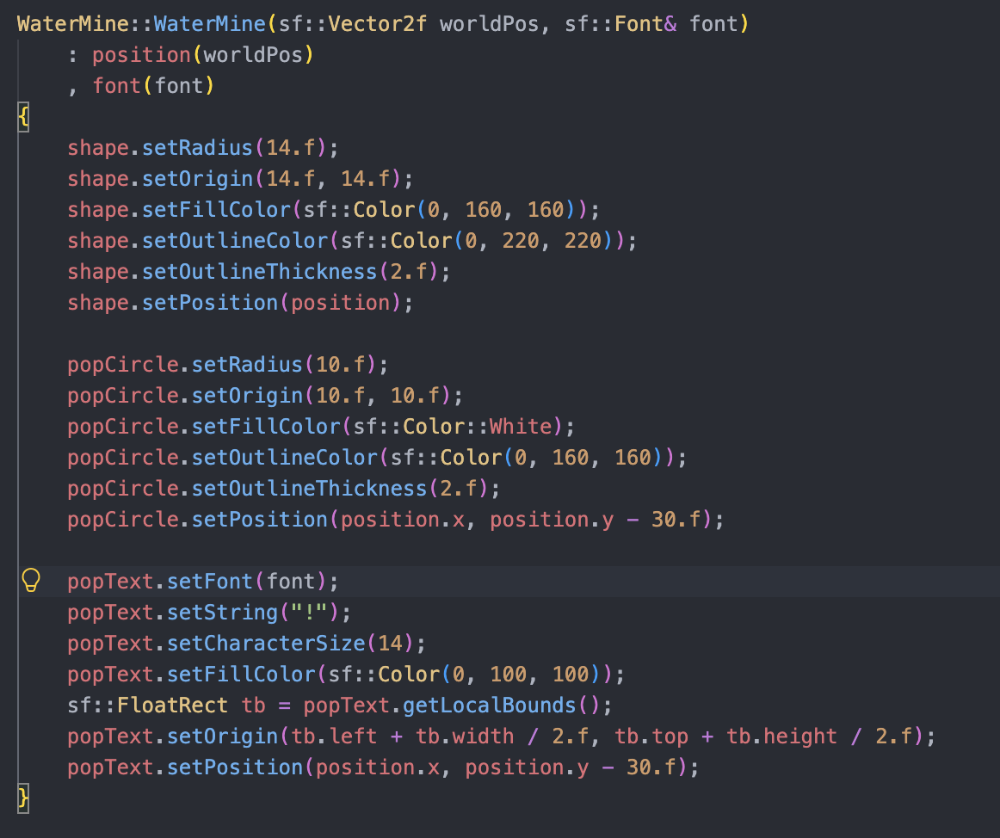 WaterMine::WaterMine(sf::Vector2f worldPos, sf::Font& font)
    : position(worldPos)
    , font(font)
{
    shape.setRadius(14.f);
    shape.setOrigin(14.f, 14.f);
    shape.setFillColor(sf::Color(0, 160, 160));
    shape.setOutlineColor(sf::Color(0, 220, 220));
    shape.setOutlineThickness(2.f);
    shape.setPosition(position);

    popCircle.setRadius(10.f);
    popCircle.setOrigin(10.f, 10.f);
    popCircle.setFillColor(sf::Color::White);
    popCircle.setOutlineColor(sf::Color(0, 160, 160));
    popCircle.setOutlineThickness(2.f);
    popCircle.setPosition(position.x, position.y - 30.f);

    popText.setFont(font);
    popText.setString("!");
    popText.setCharacterSize(14);
    popText.setFillColor(sf::Color(0, 100, 100));
    sf::FloatRect tb = popText.getLocalBounds();
    popText.setOrigin(tb.left + tb.width / 2.f, tb.top + tb.height / 2.f);
    popText.setPosition(position.x, position.y - 30.f);
}